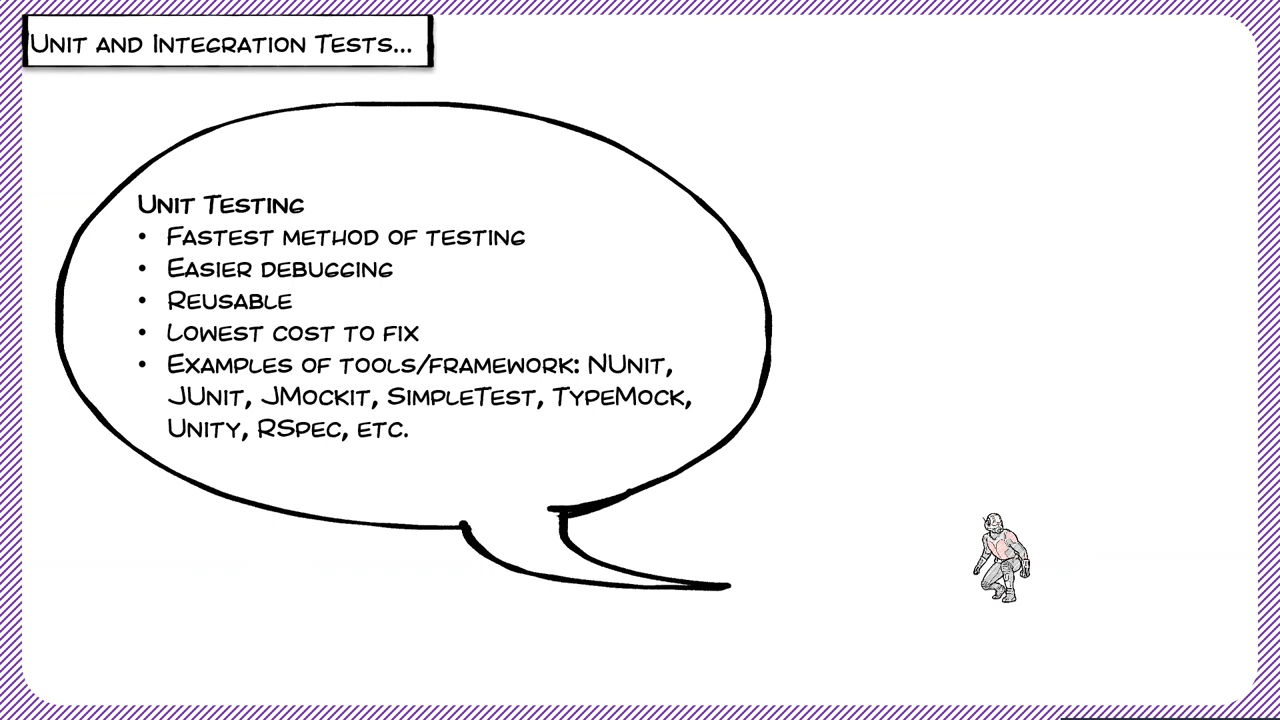 Unit and Integration Tests...
Unit Testing
• Fastest method of testing
• Easier debugging
• Reusable
• Lowest cost to fix
• Examples of tools/framework: NUnit,
JUnit, JMockit, SimpleTest, TypeMock,
Unity, RSpec, etc.